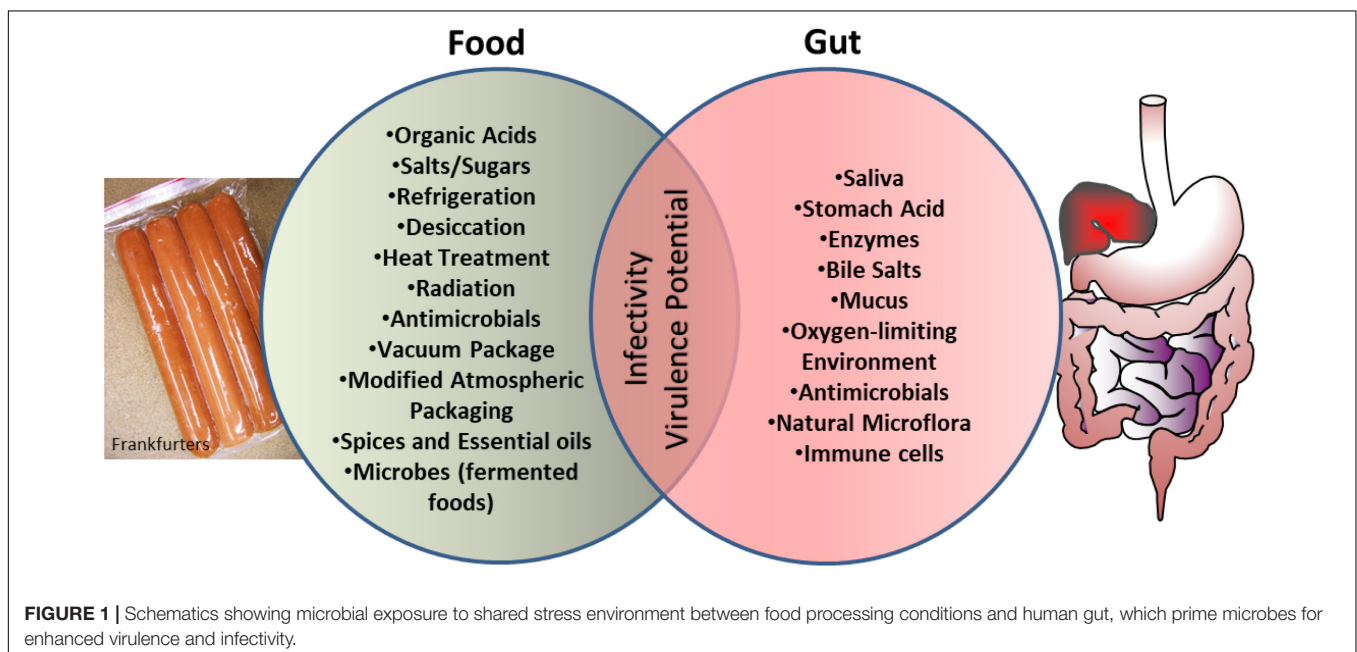 Food
Gut
•Organic Acids
•Salts/Sugars
•Refrigeration
•Desiccation
•Heat Treatment
•Radiation
•Antimicrobials
•Vacuum Package
•Modified Atmospheric
Packaging
•Spices and Essential oils
•Microbes (fermented
foods)
Frankfurters
Infectivity
Virulence Potential
•Saliva
•Stomach Acid
•Enzymes
•Bile Salts
•Mucus
•Oxygen-limiting
Environment
•Antimicrobials
•Natural Microflora
•Immune cells
FIGURE 1 | Schematics showing microbial exposure to shared stress environment between food processing conditions and human gut, which prime microbes for
enhanced virulence and infectivity.